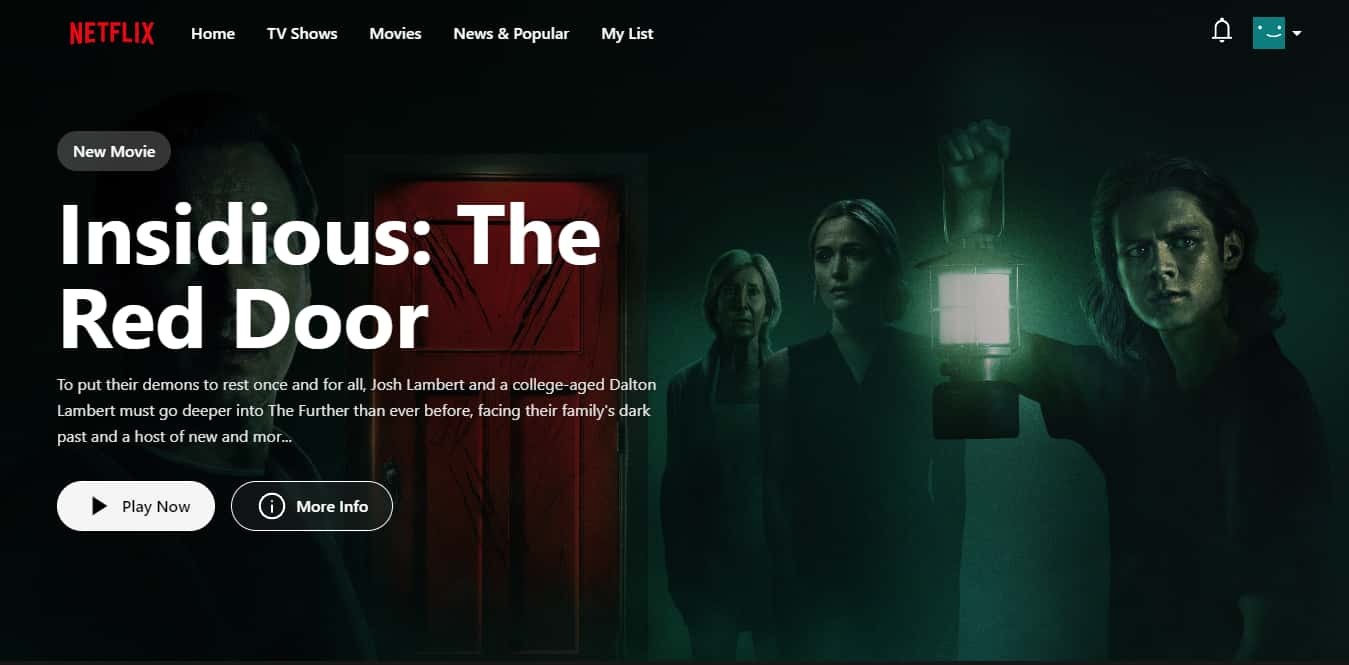 NETFLIX Home TV Shows Movies News & Popular My List
New Movie
Insidious: The
Red Door
To put their demons to rest once and for all, Josh Lambert and a college-aged Dalton
Lambert must go deeper into The Further than ever before, facing their family's dark
past and a host of new and mor...
Play Now More Info